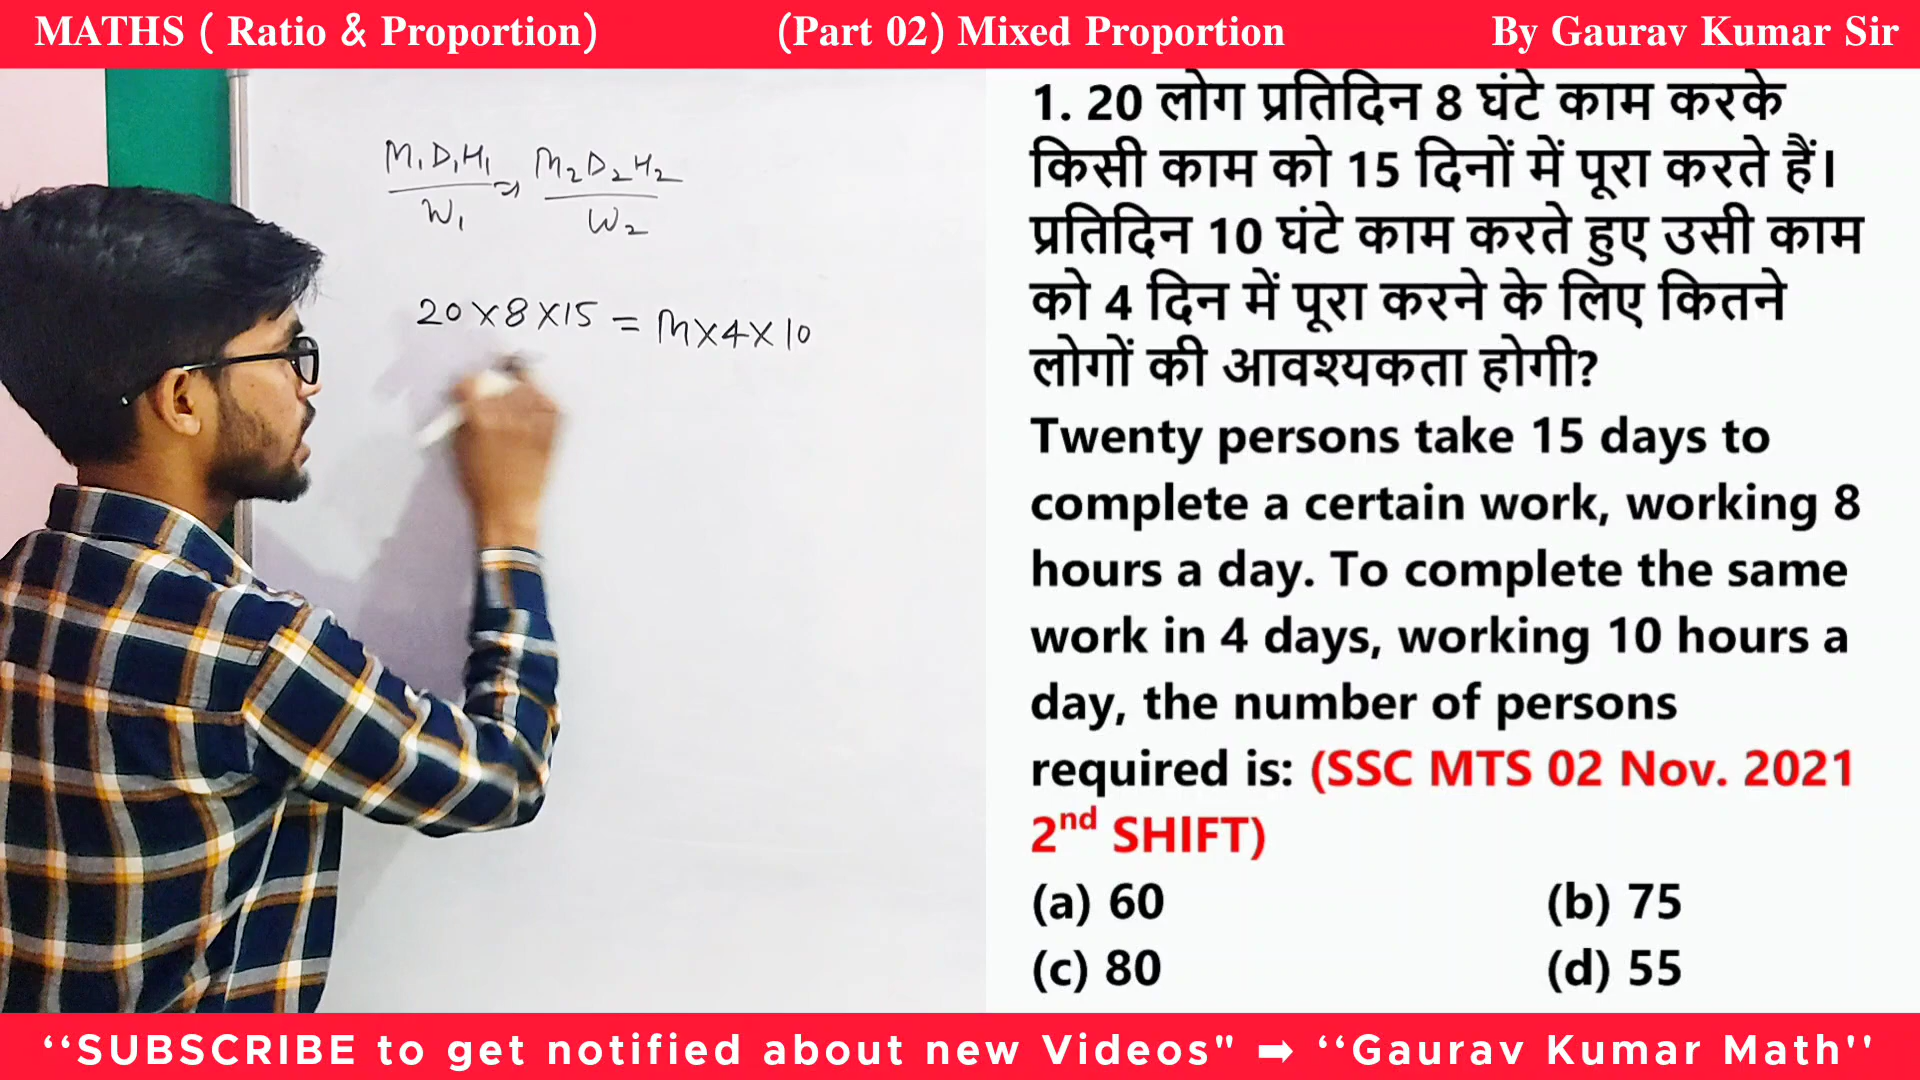 MATHS ( Ratio & Proportion) (Part 02) Mixed Proportion By Gaurav Kumar Sir
M₁D₁H₁ = M₂D₂H₂
W₁ W₂
20×8×15 = M×4×10
1. 20 लोग प्रतिदिन 8 घंटे काम करके
किसी काम को 15 दिनों में पूरा करते हैं।
प्रतिदिन 10 घंटे काम करते हुए उसी काम
को 4 दिन में पूरा करने के लिए कितने
लोगों की आवश्यकता होगी?
Twenty persons take 15 days to
complete a certain work, working 8
hours a day. To complete the same
work in 4 days, working 10 hours a
day, the number of persons
required is: (SSC MTS 02 Nov. 2021
2nd SHIFT)
(a) 60 (b) 75
(c) 80 (d) 55
‘‘SUBSCRIBE to get notified about new Videos" ➡ ‘‘Gaurav Kumar Math''